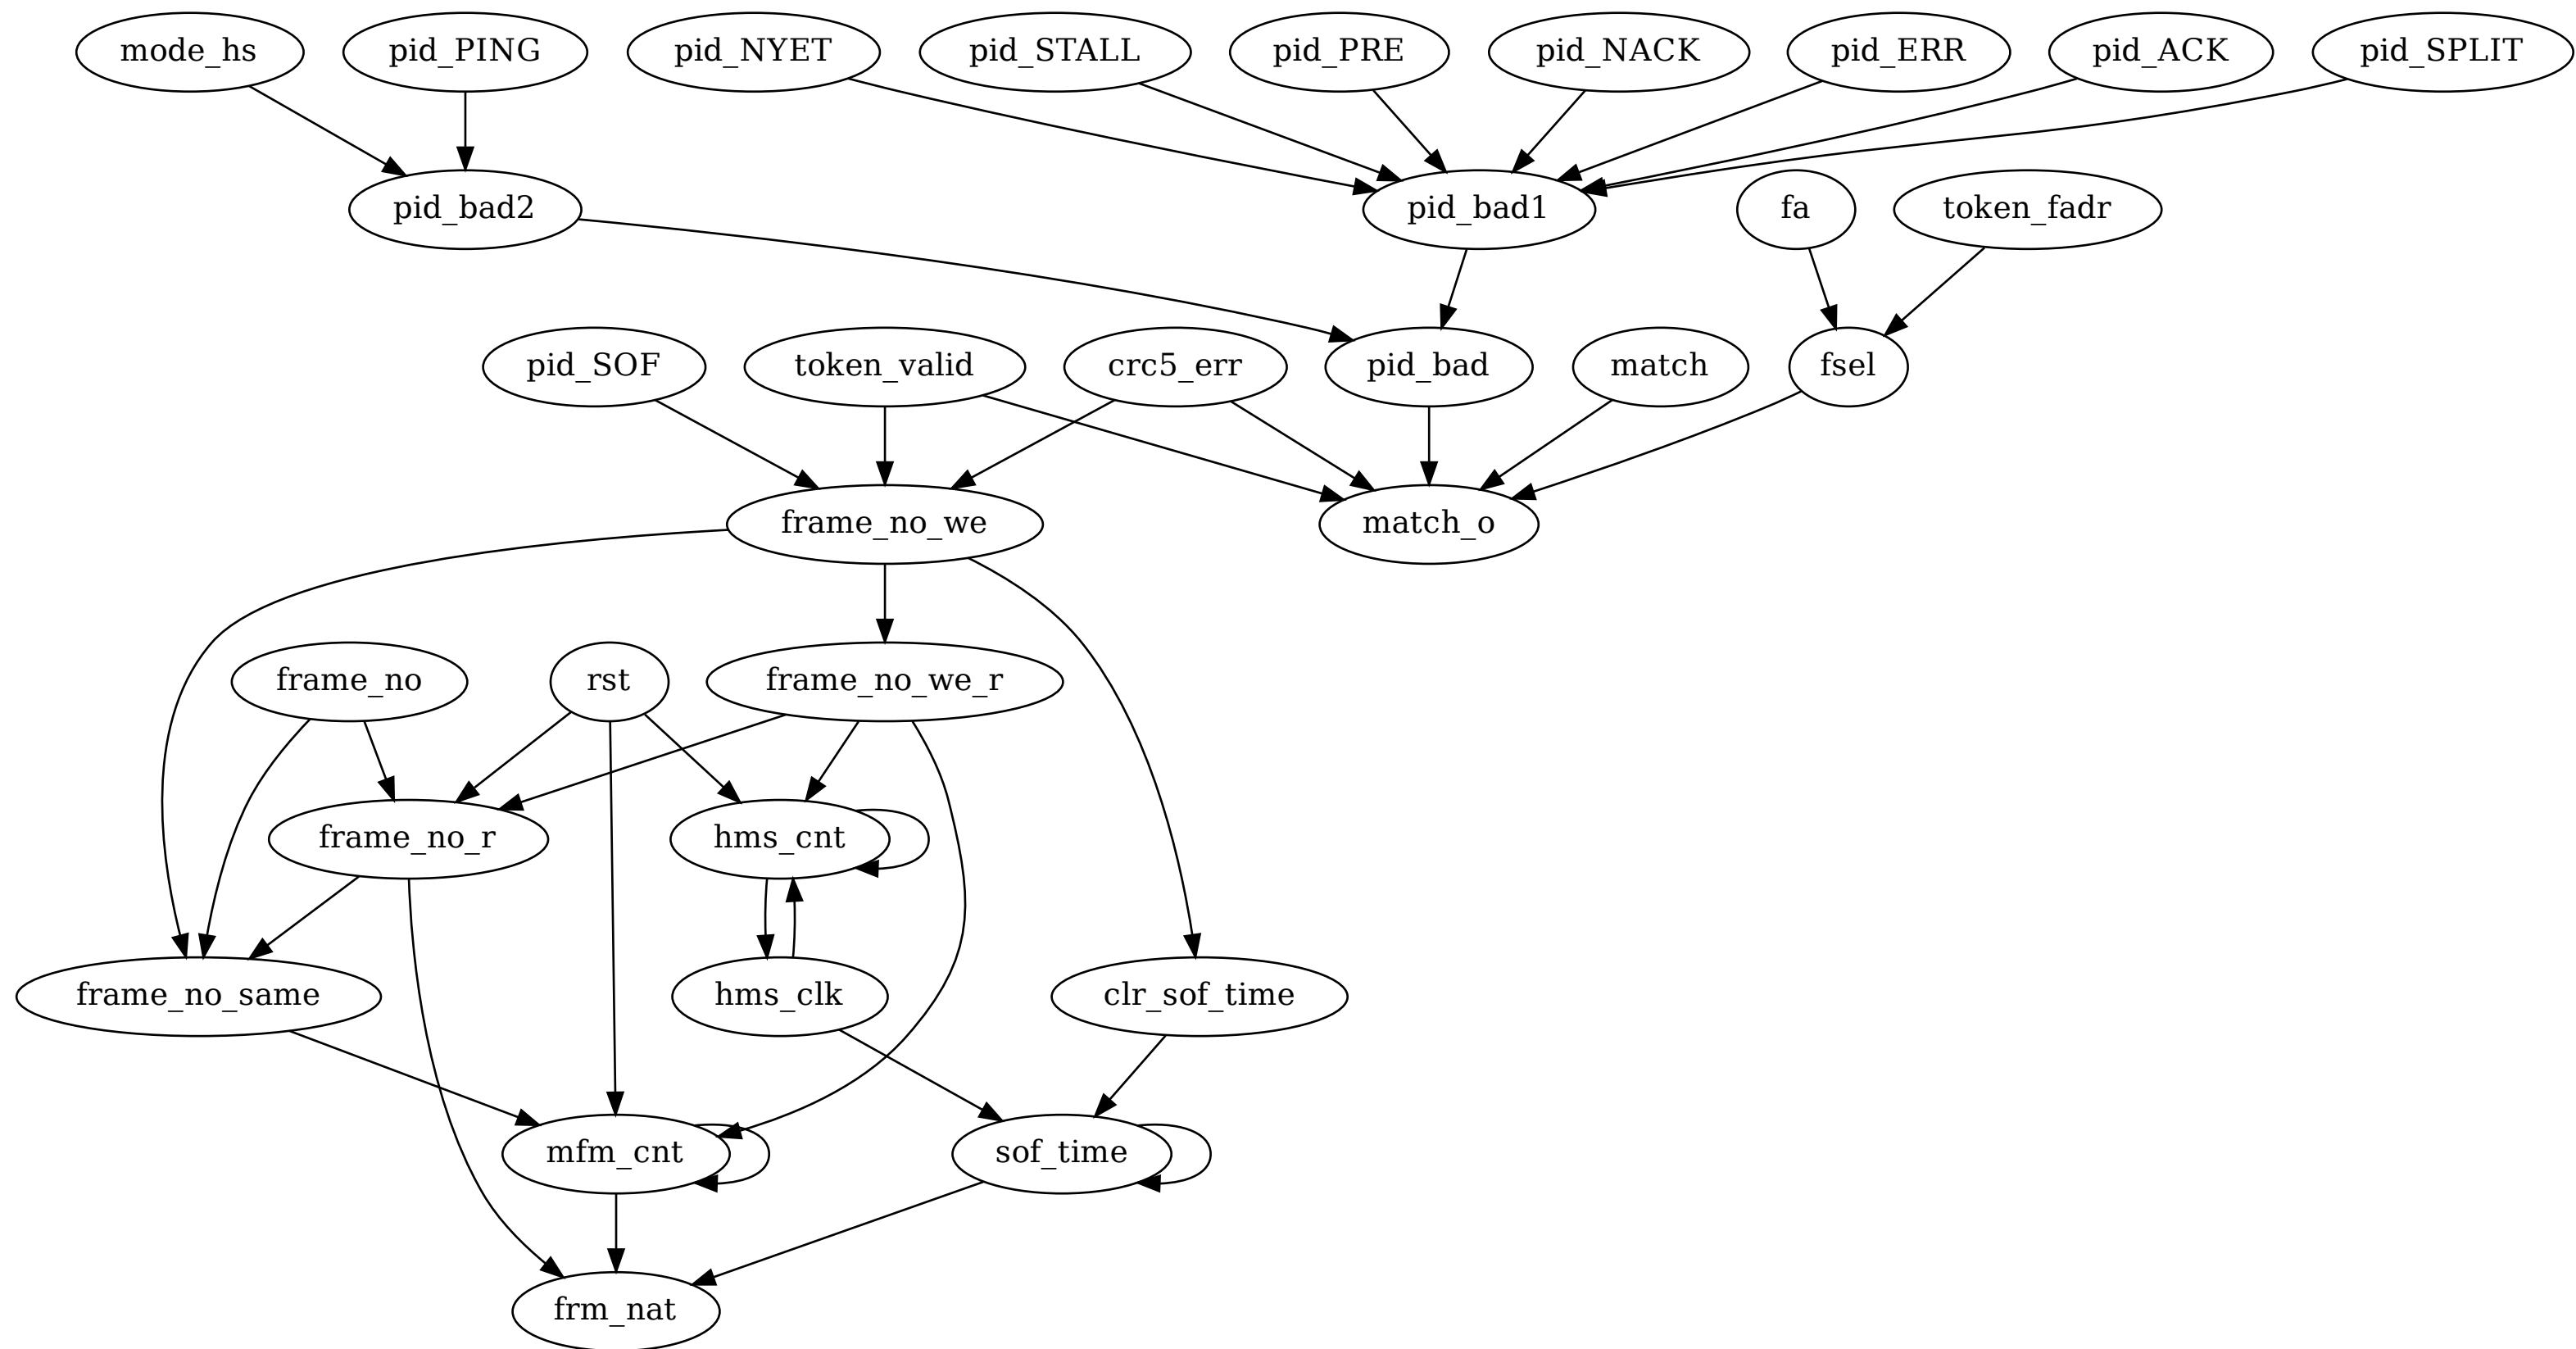 mode_hs
pid_PING
pid_NYET
pid_STALL
pid_PRE
pid_NACK
pid_ERR
pid_ACK
pid_SPLIT
pid_bad2
pid_bad1
fa
token_fadr
pid_SOF
token_valid
crc5_err
pid_bad
match
fsel
frame_no_we
match_o
frame_no
rst
frame_no_we_r
frame_no_r
hms_cnt
frame_no_same
hms_clk
clr_sof_time
mfm_cnt
sof_time
frm_nat